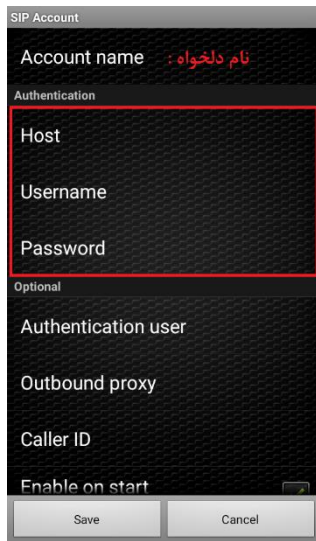 SIP Account
Account name نام دلخواه :
Authentication
Host
Username
Password
Optional
Authentication user
Outbound proxy
Caller ID
Enable on start
Save Cancel